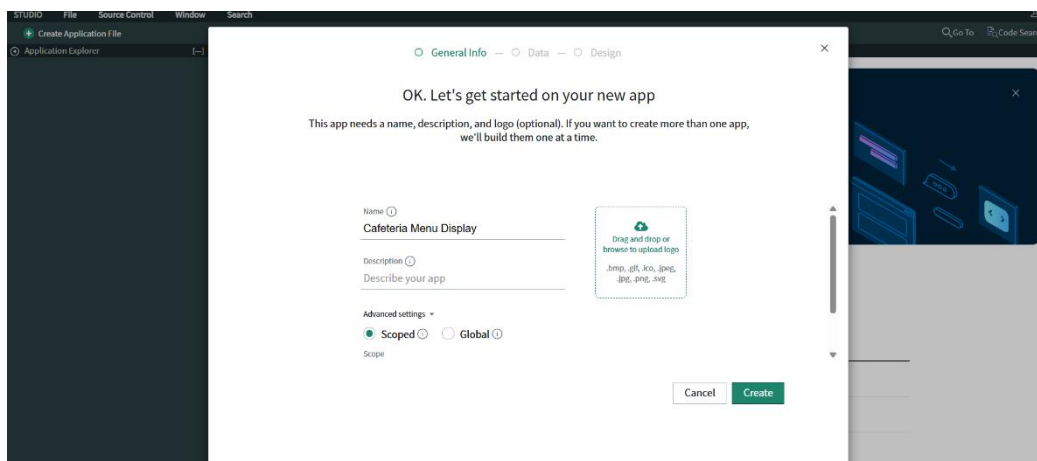 STUDIO File Source Control Window Search
Create Application File
Go To Code Sear
Application Explorer
General Info — Data — Design
OK. Let's get started on your new app
This app needs a name, description, and logo (optional). If you want to create more than one app,
we'll build them one at a time.
Name
Cafeteria Menu Display
Description
Describe your app
Drag and drop or
browse to upload logo
.bmp, .gif, .ico, .jpeg,
.jpg, .png, .svg
Advanced settings
Scoped Global
Scope
Cancel Create